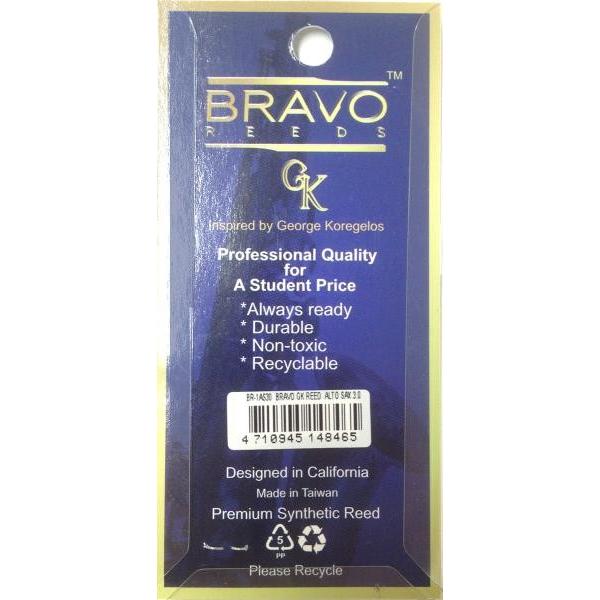 BRAVO™
REEDS
GK
Inspired by George Koregelos
Professional Quality
for
A Student Price
*Always ready
* Durable
* Non-toxic
* Recyclable
BR-1AS30 BRAVO GK REED ALTO SAX 3.0
4 710945 148465
Designed in California
Made in Taiwan
Premium Synthetic Reed
5
PP
Please Recycle